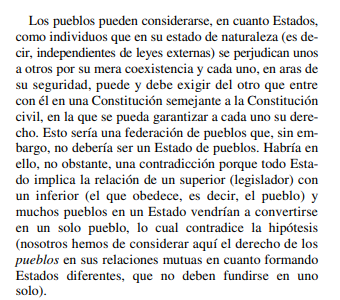 Los pueblos pueden considerarse, en cuanto Estados,
como individuos que en su estado de naturaleza (es de-
cir, independientes de leyes externas) se perjudican unos
a otros por su mera coexistencia y cada uno, en aras de
su seguridad, puede y debe exigir del otro que entre
con él en una Constitución semejante a la Constitución
civil, en la que se pueda garantizar a cada uno su dere-
cho. Esto sería una federación de pueblos que, sin em-
bargo, no debería ser un Estado de pueblos. Habría en
ello, no obstante, una contradicción porque todo Esta-
do implica la relación de un superior (legislador) con
un inferior (el que obedece, es decir, el pueblo) y
muchos pueblos en un Estado vendrían a convertirse
en un solo pueblo, lo cual contradice la hipótesis
(nosotros hemos de considerar aquí el derecho de los
pueblos en sus relaciones mutuas en cuanto formando
Estados diferentes, que no deben fundirse en uno
solo).